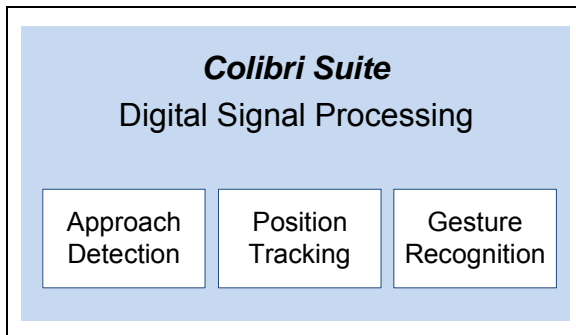 Colibri Suite
Digital Signal Processing
Approach
Detection
Position
Tracking
Gesture
Recognition